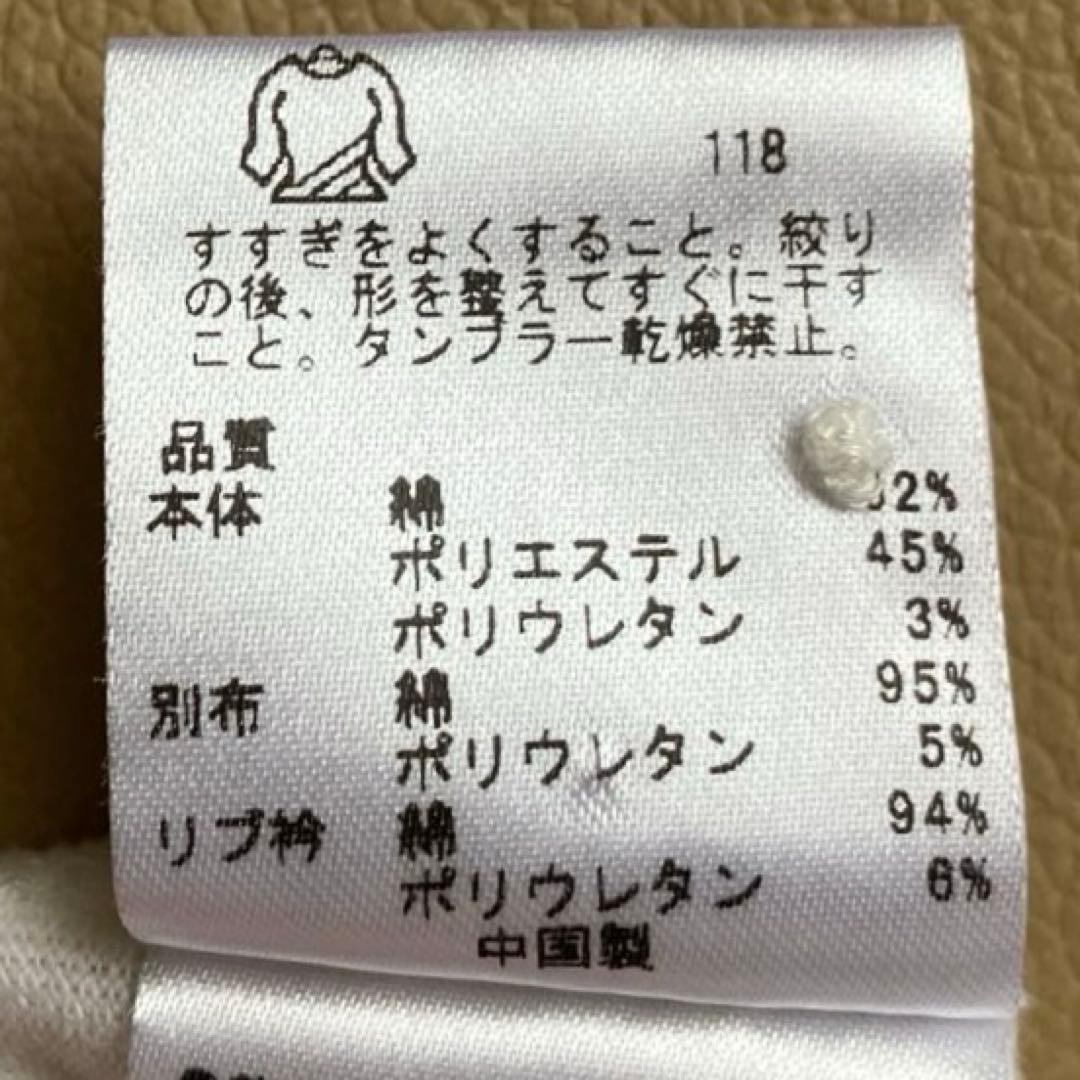 118
すすぎをよくすること。絞り
の後、形を整えてすぐに干す
こと。タンブラー乾燥禁止。
品質
本体 綿
ポリエステル 45%
ポリウレタン 3%
別布 綿 95%
ポリウレタン 5%
リブ衿 綿 94%
ポリウレタン 6%
中国製